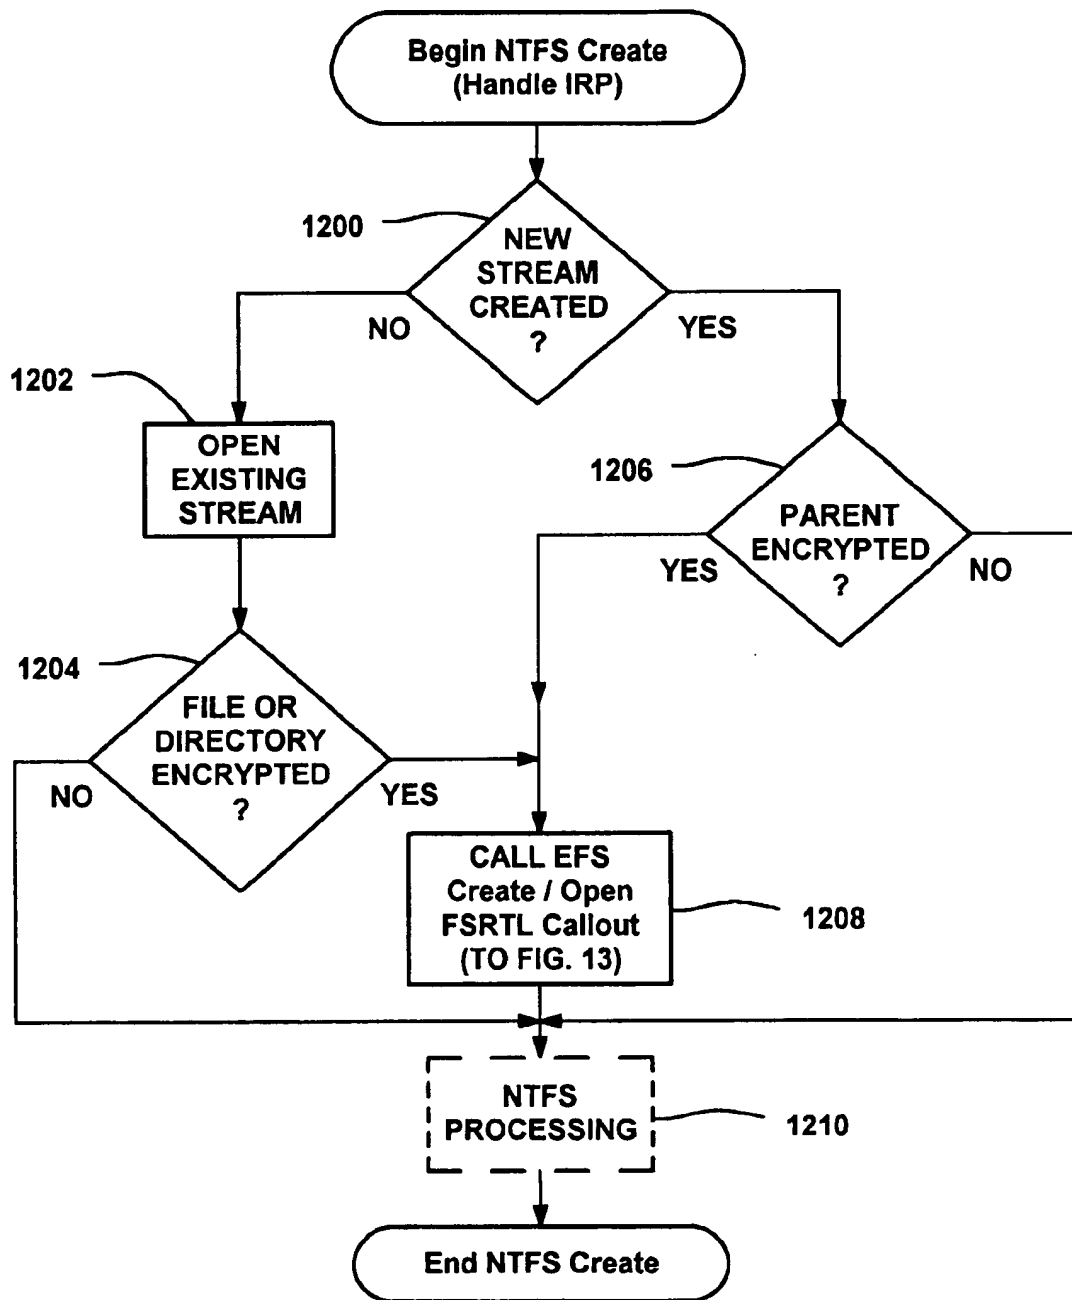 Begin NTFS Create
(Handle IRP)
1200
NEW
STREAM
CREATED
?
NO
YES
1202
OPEN
EXISTING
STREAM
1206
PARENT
ENCRYPTED
?
YES
NO
1204
FILE OR
DIRECTORY
ENCRYPTED
?
NO
YES
CALL EFS
Create / Open
FSRTL Callout
(TO FIG. 13)
1208
NTFS
PROCESSING
1210
End NTFS Create